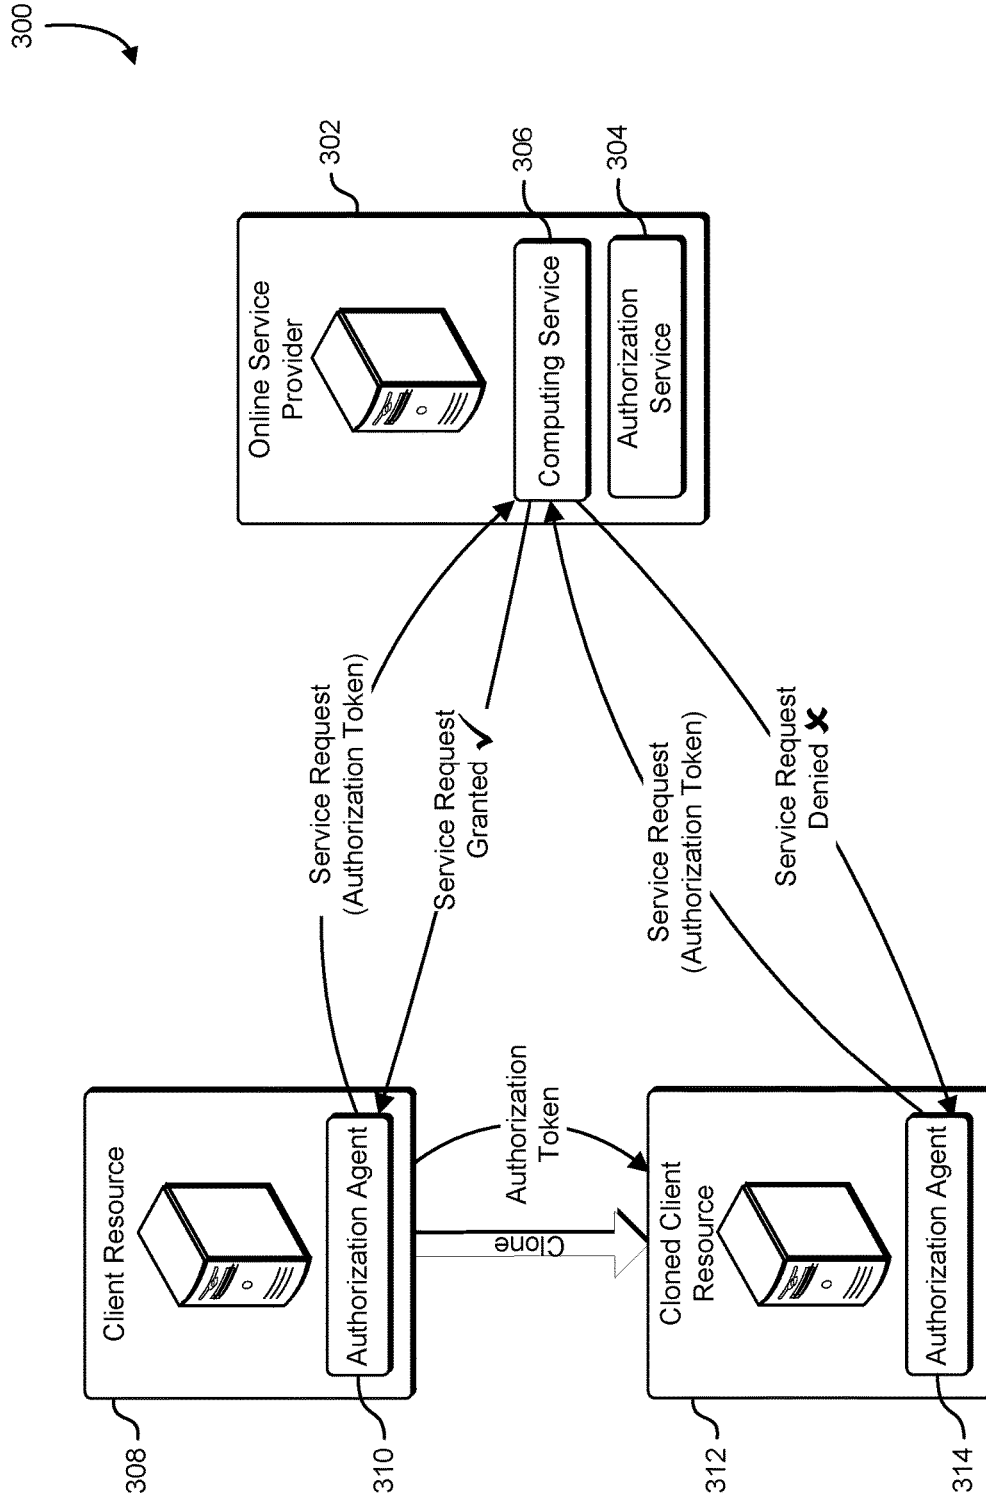 300
Client Resource
Authorization Agent
308
310
Clone
Authorization
Token
Cloned Client
Resource
Authorization Agent
312
314
Service Request
(Authorization Token)
Service Request
Granted
Service Request
(Authorization Token)
Service Request
Denied
Online Service
Provider
Computing Service
Authorization
Service
302
306
304